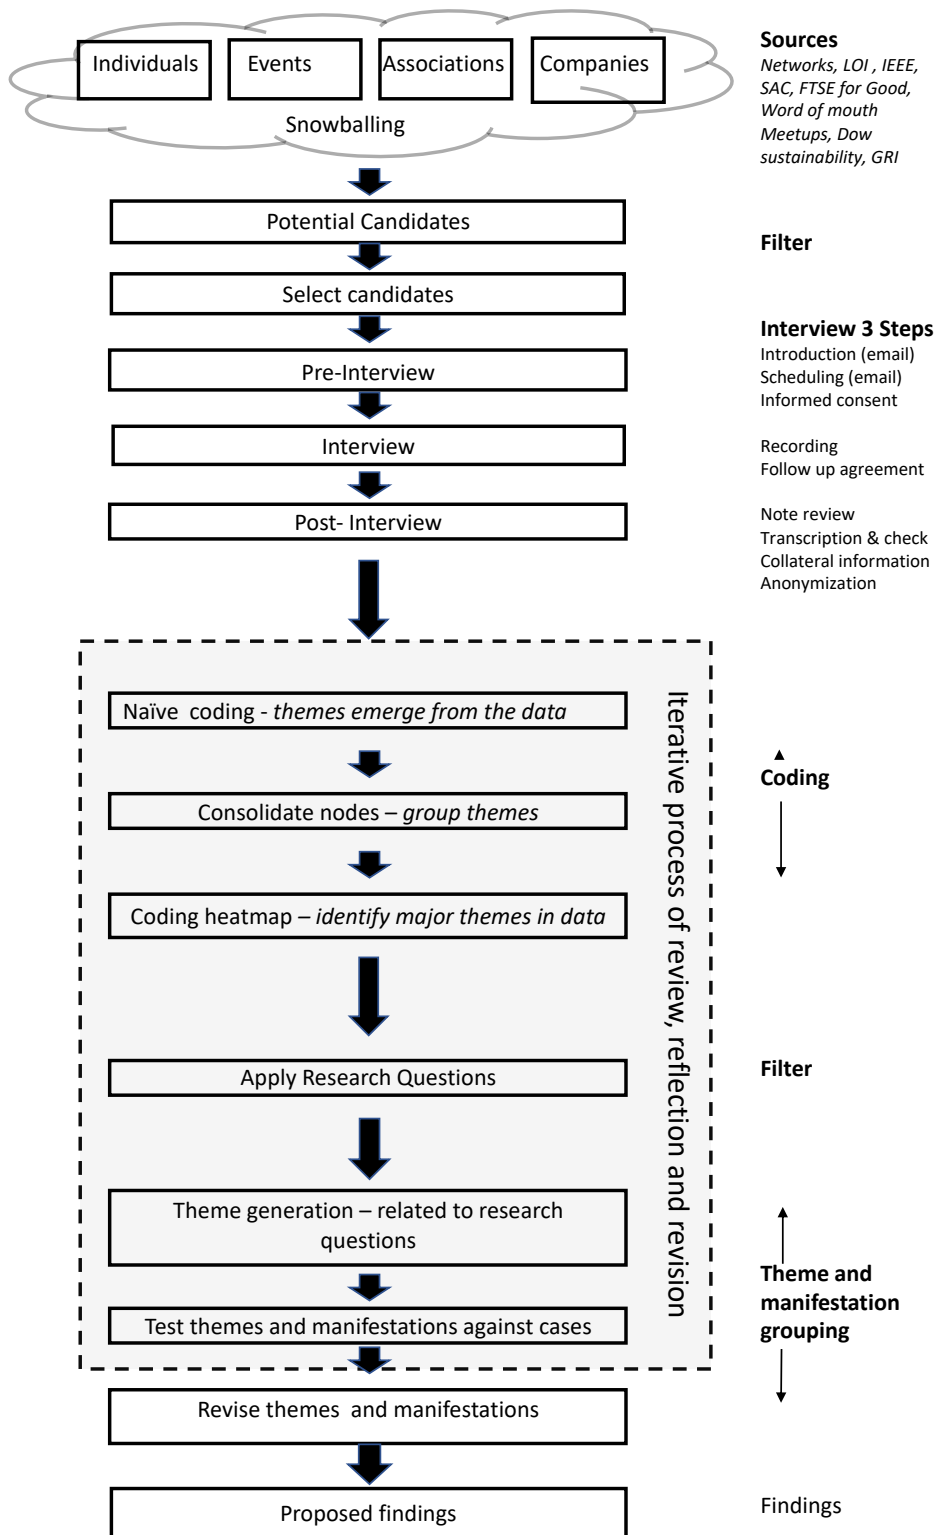 Individuals
Events
Associations
Companies
Snowballing
Sources
Networks, LOI , IEEE,
SAC, FTSE for Good,
Word of mouth
Meetups, Dow
sustainability, GRI
Potential Candidates
Filter
Select candidates
Interview 3 Steps
Introduction (email)
Scheduling (email)
Informed consent
Pre-Interview
Interview
Recording
Follow up agreement
Post- Interview
Note review
Transcription & check
Collateral information
Anonymization
Iterative process of review, reflection and revision
Naïve coding - themes emerge from the data
Coding
Consolidate nodes – group themes
Coding heatmap – identify major themes in data
Apply Research Questions
Filter
Theme generation – related to research
questions
Theme and
manifestation
grouping
Test themes and manifestations against cases
Revise themes and manifestations
Proposed findings
Findings